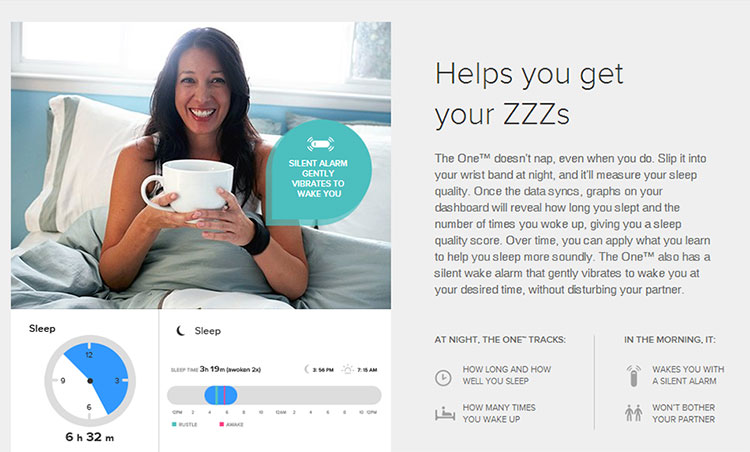 Helps you get
your ZZZs
SILENT ALARM
GENTLY
VIBRATES TO
WAKE YOU
The One™ doesn't nap, even when you do. Slip it into
your wrist band at night, and it'll measure your sleep
quality. Once the data syncs, graphs on your
dashboard will reveal how long you slept and the
number of times you woke up, giving you a sleep
quality score. Over time, you can apply what you learn
to help you sleep more soundly. The One™ also has a
silent wake alarm that gently vibrates to wake you at
your desired time, without disturbing your partner.
Sleep
12
9
3
6
6 h 32 m
Sleep
SLEEP TIME 3h 19m (awoken 2x)
3:56 PM
7:15 AM
12PM 2 4 6 8 10 12AM 2 4 6 8 10 12PM
RUSTLE
AWAKE
AT NIGHT, THE ONE™ TRACKS:
HOW LONG AND HOW
WELL YOU SLEEP
HOW MANY TIMES
YOU WAKE UP
IN THE MORNING, IT:
WAKES YOU WITH
A SILENT ALARM
WON'T BOTHER
YOUR PARTNER